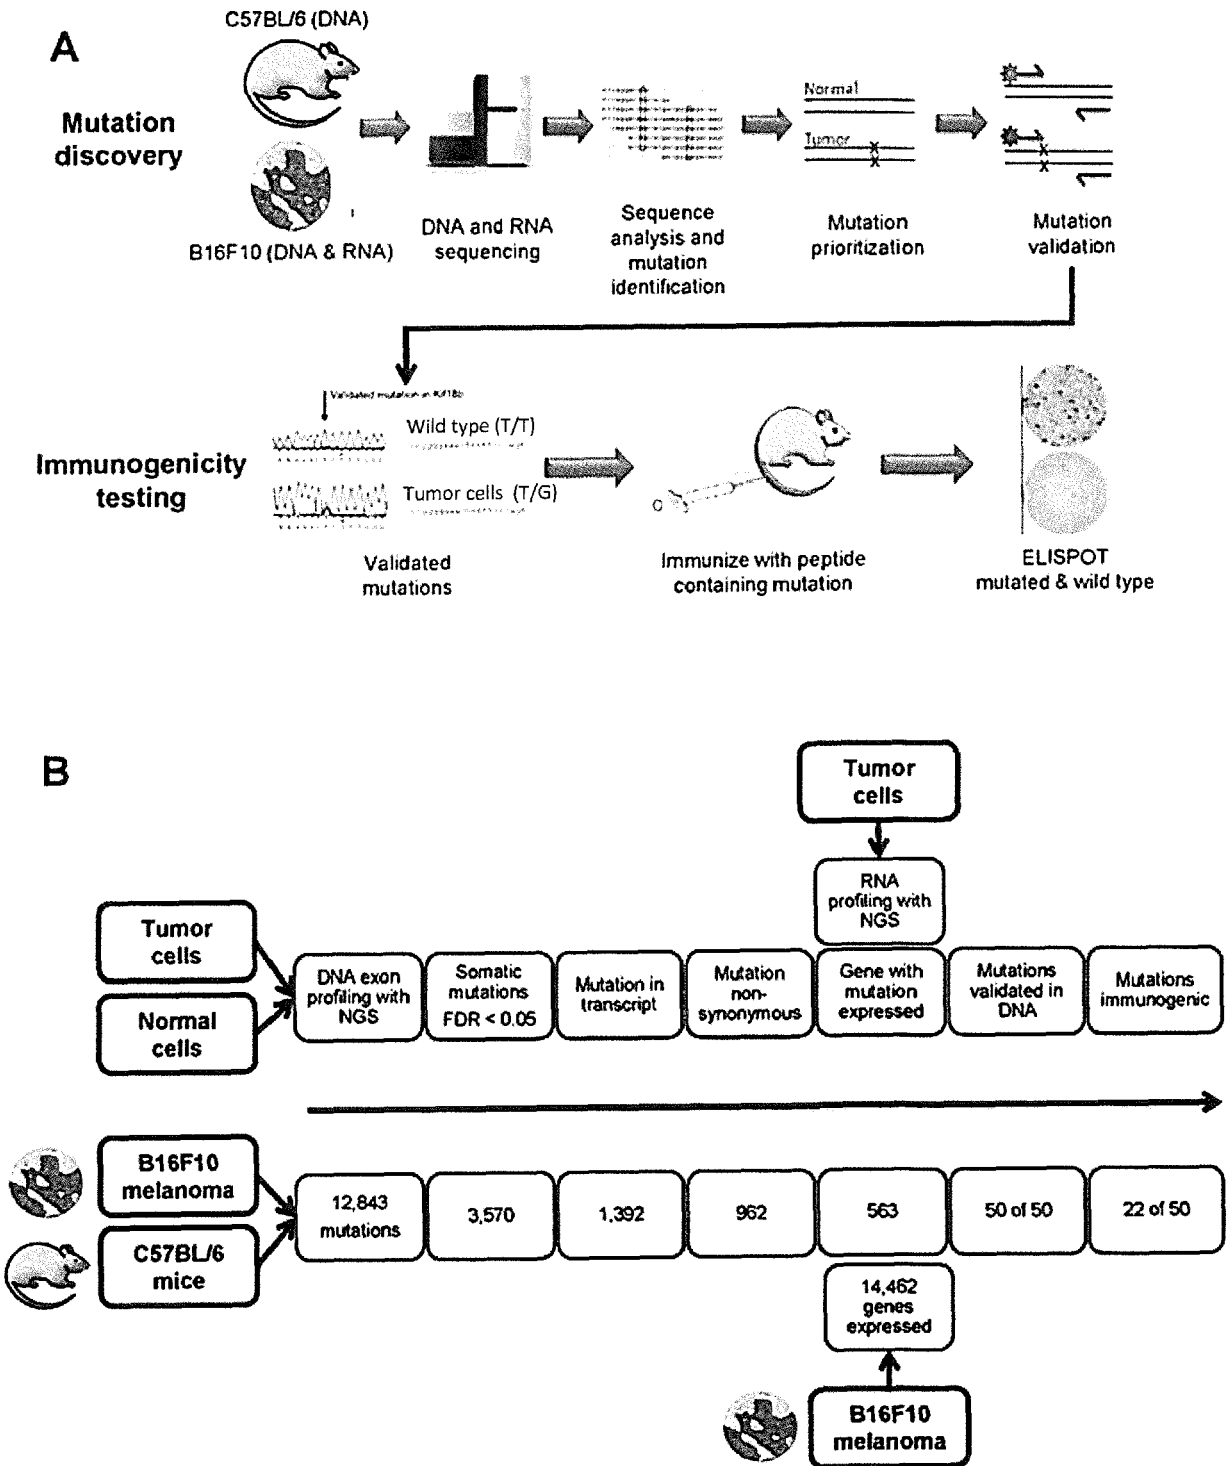 A
C57BL/6 (DNA)
Mutation
discovery
B16F10 (DNA & RNA)
DNA and RNA
sequencing
Sequence
analysis and
mutation
identification
Normal
Tumor
Mutation
prioritization
Mutation
validation
Immunogenicity
testing
Validated mutation in Kif18b
Wild type (T/T)
Tumor cells (T/G)
Validated
mutations
Immunize with peptide
containing mutation
ELISPOT
mutated & wild type
B
Tumor
cells
RNA
profiling with
NGS
Tumor
cells
Normal
cells
DNA exon
profiling with
NGS
Somatic
mutations
FDR < 0.05
Mutation in
transcript
Mutation
non-
synonymous
Gene with
mutation
expressed
Mutations
validated in
DNA
Mutations
immunogenic
B16F10
melanoma
C57BL/6
mice
12,843
mutations
3,570
1,392
962
563
50 of 50
22 of 50
14,462
genes
expressed
B16F10
melanoma